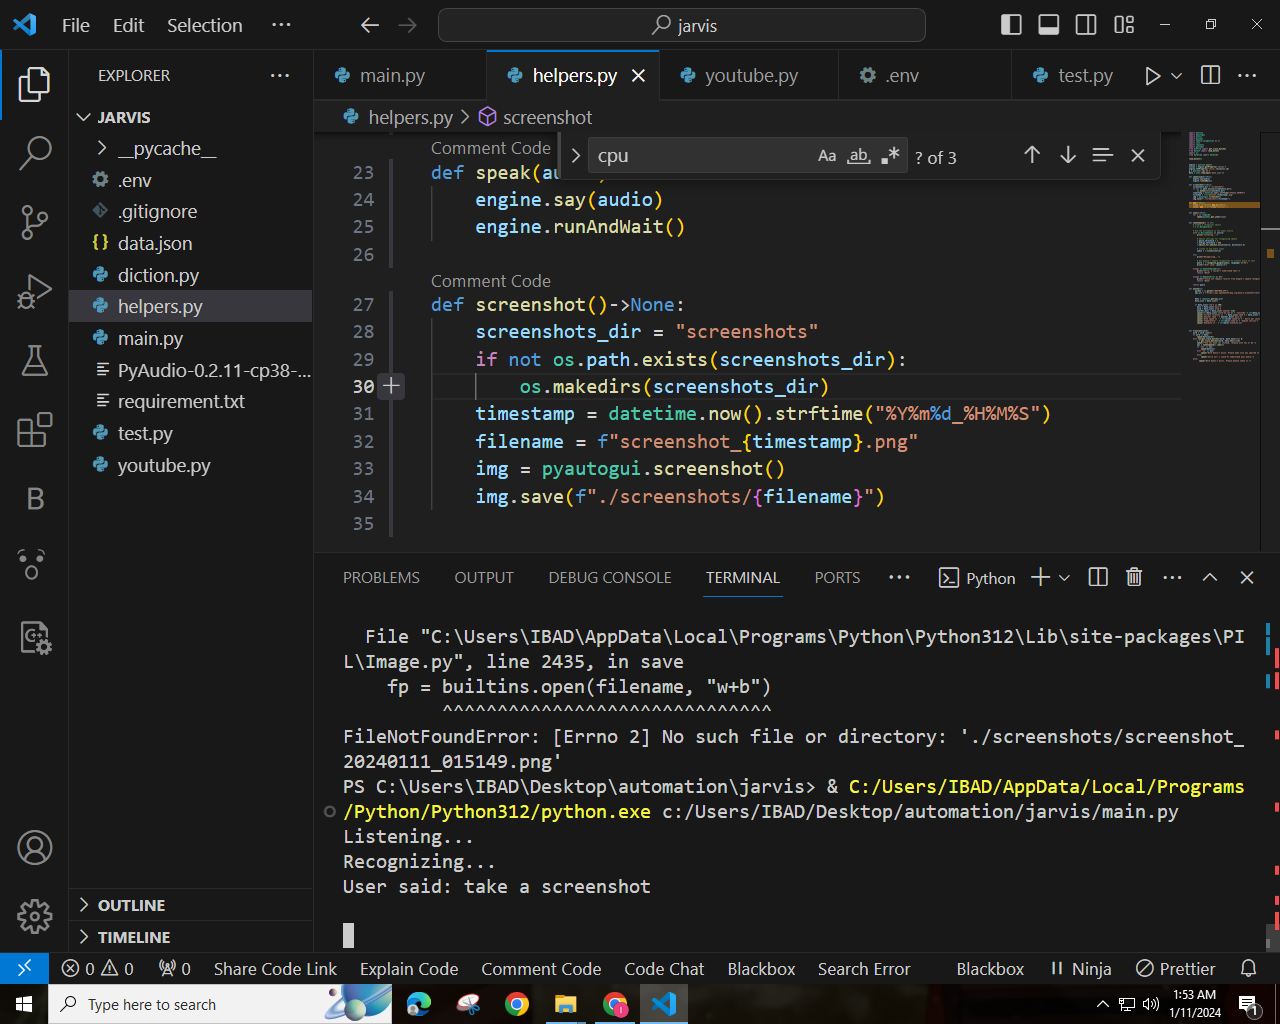 File Edit Selection ···
jarvis
EXPLORER ···
JARVIS
__pycache__
.env
.gitignore
data.json
diction.py
helpers.py
main.py
PyAudio-0.2.11-cp38-...
requirement.txt
test.py
youtube.py
OUTLINE
TIMELINE
main.py helpers.py youtube.py .env test.py ···
helpers.py > screenshot
cpu Aa ab .* ? of 3
Comment Code
23 def speak(au
24 engine.say(audio)
25 engine.runAndWait()
26
Comment Code
27 def screenshot()->None:
28 screenshots_dir = "screenshots"
29 if not os.path.exists(screenshots_dir):
30 os.makedirs(screenshots_dir)
31 timestamp = datetime.now().strftime("%Y%m%d_%H%M%S")
32 filename = f"screenshot_{timestamp}.png"
33 img = pyautogui.screenshot()
34 img.save(f"./screenshots/{filename}")
35
PROBLEMS OUTPUT DEBUG CONSOLE TERMINAL PORTS ··· Python ···
File "C:\Users\IBAD\AppData\Local\Programs\Python\Python312\Lib\site-packages\PI
L\Image.py", line 2435, in save
fp = builtins.open(filename, "w+b")
^^^^^^^^^^^^^^^^^^^^^^^^^^^^^^
FileNotFoundError: [Errno 2] No such file or directory: './screenshots/screenshot_
20240111_015149.png'
PS C:\Users\IBAD\Desktop\automation\jarvis> & C:/Users/IBAD/AppData/Local/Programs
/Python/Python312/python.exe c:/Users/IBAD/Desktop/automation/jarvis/main.py
Listening...
Recognizing...
User said: take a screenshot
0 0 0 Share Code Link Explain Code Comment Code Code Chat Blackbox Search Error Blackbox Ninja Prettier
Type here to search
1:53 AM
1/11/2024
1